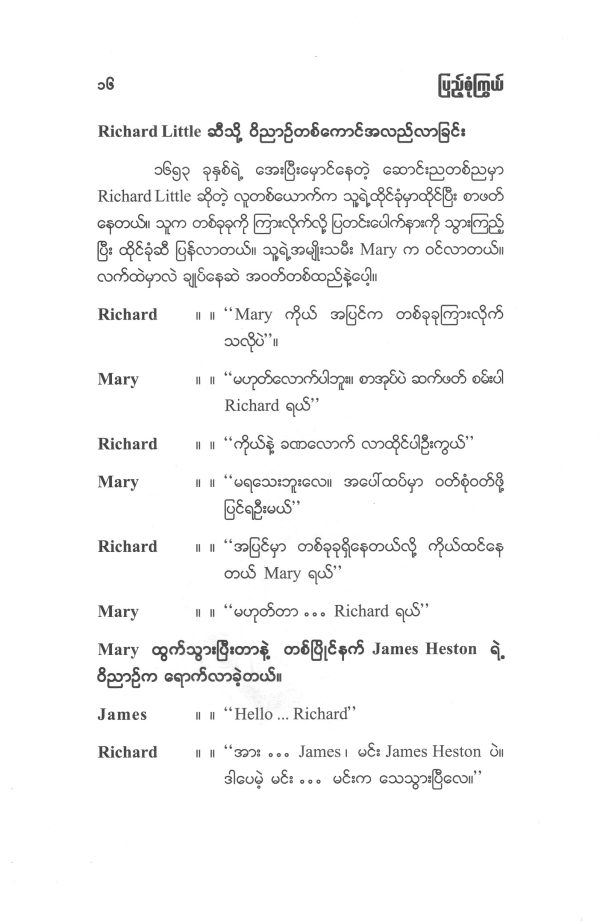 ၁၆ ပြည့်စုံကြွယ်
Richard Little ဆီသို့ ဝိညာဉ်တစ်ကောင်အလည်လာခြင်း
၁၆၅၃ ခုနှစ်ရဲ့ အေးပြီးမှောင်နေတဲ့ ဆောင်းညတစ်ညမှာ
Richard Little ဆိုတဲ့ လူတစ်ယောက်က သူ့ရဲ့ထိုင်ခုံမှာထိုင်ပြီး စာဖတ်
နေတယ်။ သူက တစ်ခုခုကို ကြားလိုက်လို့ ပြတင်းပေါက်နားကို သွားကြည့်
ပြီး ထိုင်ခုံဆီ ပြန်လာတယ်။ သူ့ရဲ့အမျိုးသမီး Mary က ဝင်လာတယ်။
လက်ထဲမှာလဲ ချုပ်နေဆဲ အဝတ်တစ်ထည်နဲ့ပေါ့။
Richard ။ ။ “Mary ကိုယ် အပြင်က တစ်ခုခုကြားလိုက်
သလိုပဲ”။
Mary ။ ။ “မဟုတ်လောက်ပါဘူး။ စာအုပ်ပဲ ဆက်ဖတ် စမ်းပါ
Richard ရယ်”
Richard ။ ။ “ကိုယ်နဲ့ ခဏလောက် လာထိုင်ပါဦးကွယ်”
Mary ။ ။ “မရသေးဘူးလေ။ အပေါ်ထပ်မှာ ဝတ်စုံဝတ်ဖို့
ပြင်ရဦးမယ်”
Richard ။ ။ “အပြင်မှာ တစ်ခုခုရှိနေတယ်လို့ ကိုယ်ထင်နေ
တယ် Mary ရယ်”
Mary ။ ။ “မဟုတ်တာ ... Richard ရယ်”
Mary ထွက်သွားပြီးတာနဲ့ တစ်ပြိုင်နက် James Heston ရဲ့
ဝိညာဉ်က ရောက်လာခဲ့တယ်။
James ။ ။ “Hello ... Richard”
Richard ။ ။ “အား ... James၊ မင်း James Heston ပဲ။
ဒါပေမဲ့ မင်း ... မင်းက သေသွားပြီလေ။”